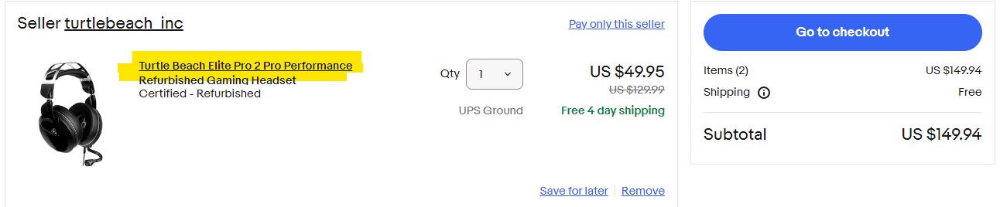 Seller turtlebeach_inc
Pay only this seller
Turtle Beach Elite Pro 2 Pro Performance
Refurbished Gaming Headset
Certified - Refurbished
Qty 1
US $49.95
US $129.99
UPS Ground
Free 4 day shipping
Save for later
Remove
Go to checkout
Items (2) US $149.94
Shipping Free
Subtotal US $149.94